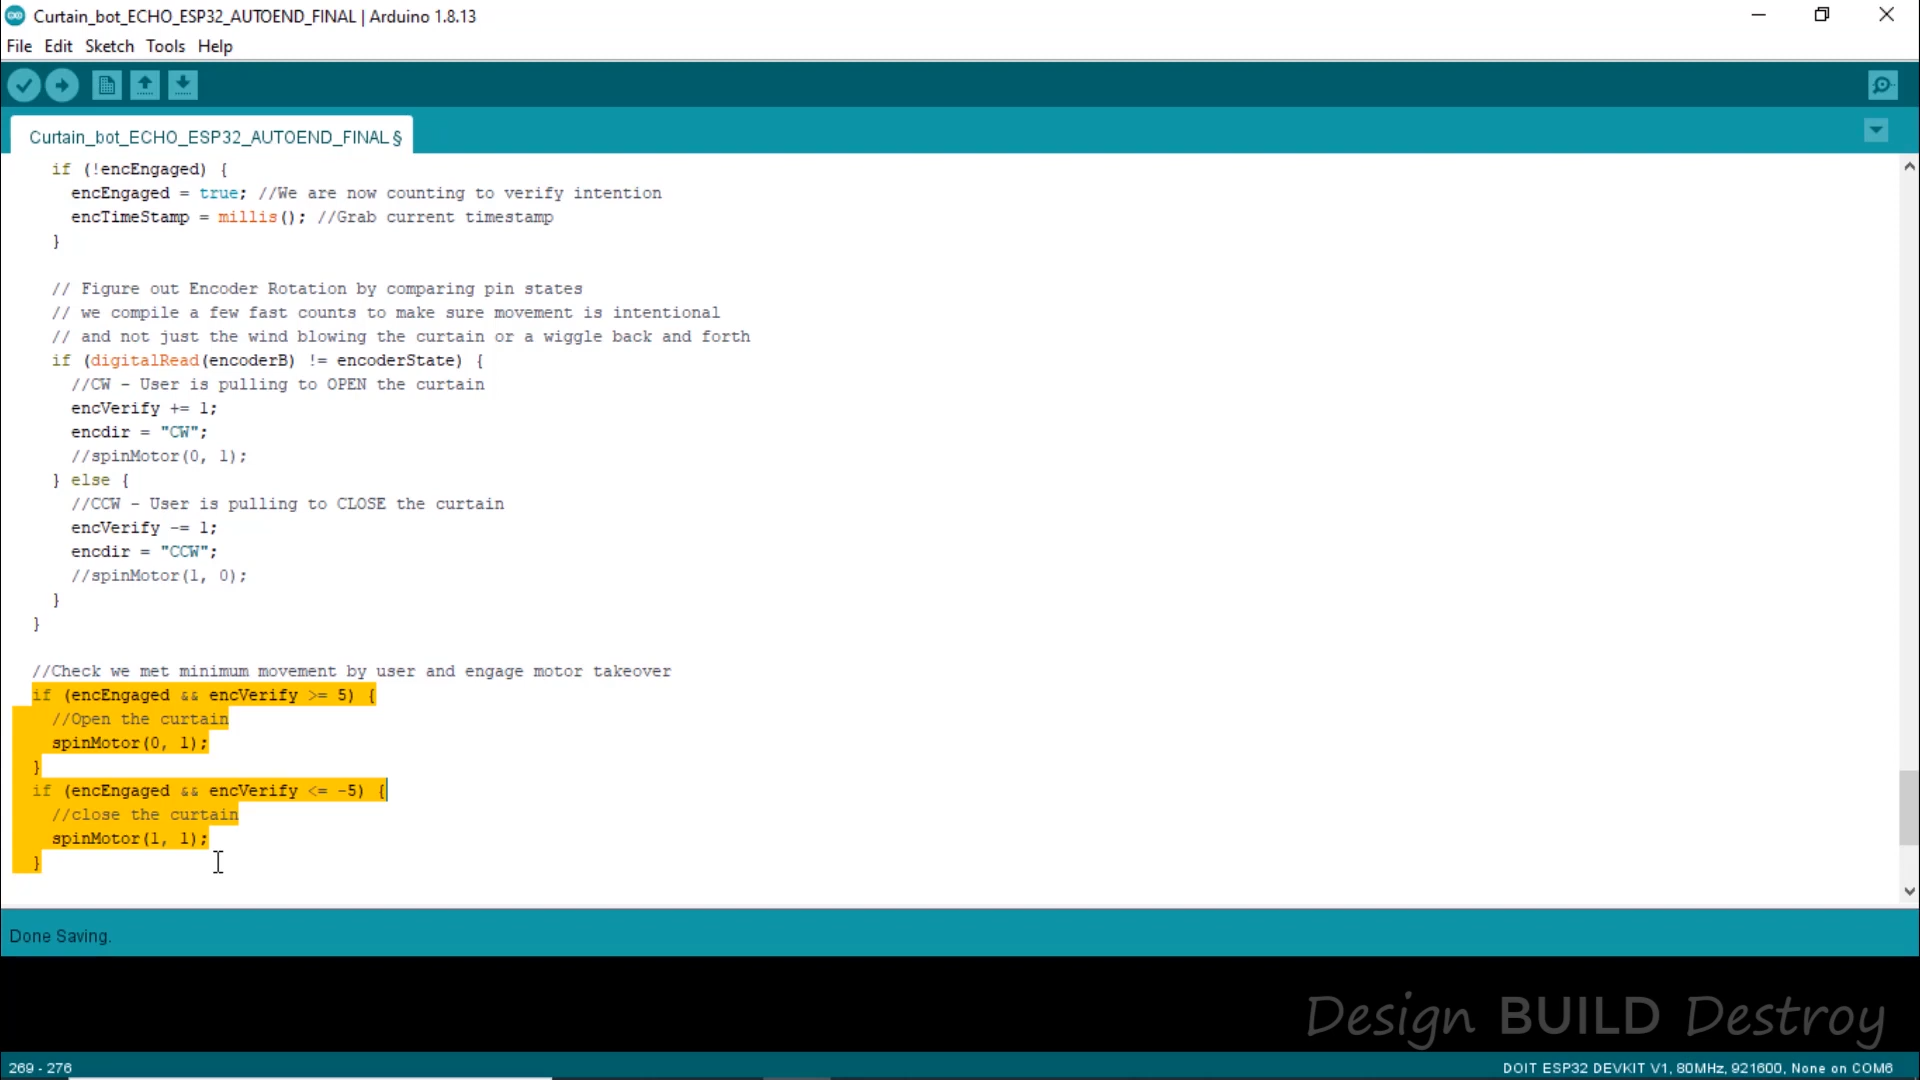 Curtain_bot_ECHO_ESP32_AUTOEND_FINAL | Arduino 1.8.13
File Edit Sketch Tools Help
Curtain_bot_ECHO_ESP32_AUTOEND_FINAL §
if (!encEngaged) {
encEngaged = true; //We are now counting to verify intention
encTimeStamp = millis(); //Grab current timestamp
}
// Figure out Encoder Rotation by comparing pin states
// we compile a few fast counts to make sure movement is intentional
// and not just the wind blowing the curtain or a wiggle back and forth
if (digitalRead(encoderB) != encoderState) {
//CW - User is pulling to OPEN the curtain
encVerify += 1;
encdir = "CW";
//spinMotor(0, 1);
} else {
//CCW - User is pulling to CLOSE the curtain
encVerify -= 1;
encdir = "CCW";
//spinMotor(1, 0);
}
}
//Check we met minimum movement by user and engage motor takeover
if (encEngaged && encVerify >= 5) {
//Open the curtain
spinMotor(0, 1);
}
if (encEngaged && encVerify <= -5) {
//close the curtain
spinMotor(1, 1);
}
Done Saving.
Design BUILD Destroy
269 - 276
DOIT ESP32 DEVKIT V1, 80MHz, 921600, None on COM6